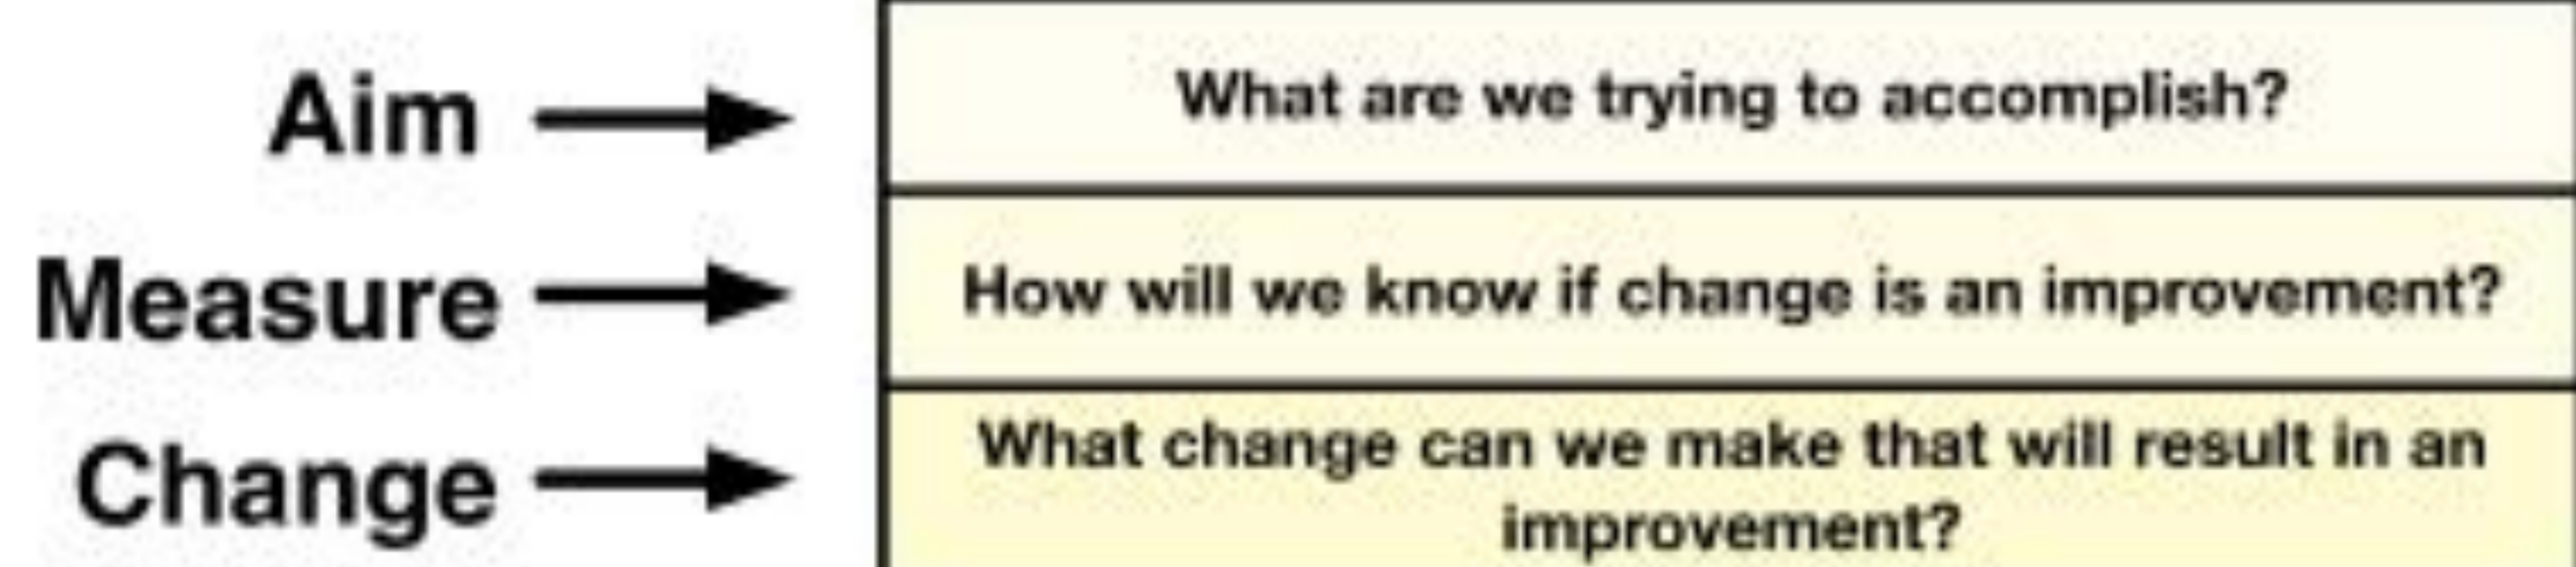 Aim
What are we trying to accomplish?
Measure
How will we know if change is an improvement?
Change
What change can we make that will result in an
improvement?